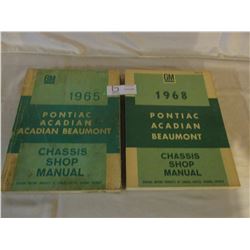 GM
1965
PONTIAC
ACADIAN
ACADIAN BEAUMONT
CHASSIS
SHOP
MANUAL
GM
1968
PONTIAC
ACADIAN
BEAUMONT
CHASSIS
SHOP
MANUAL